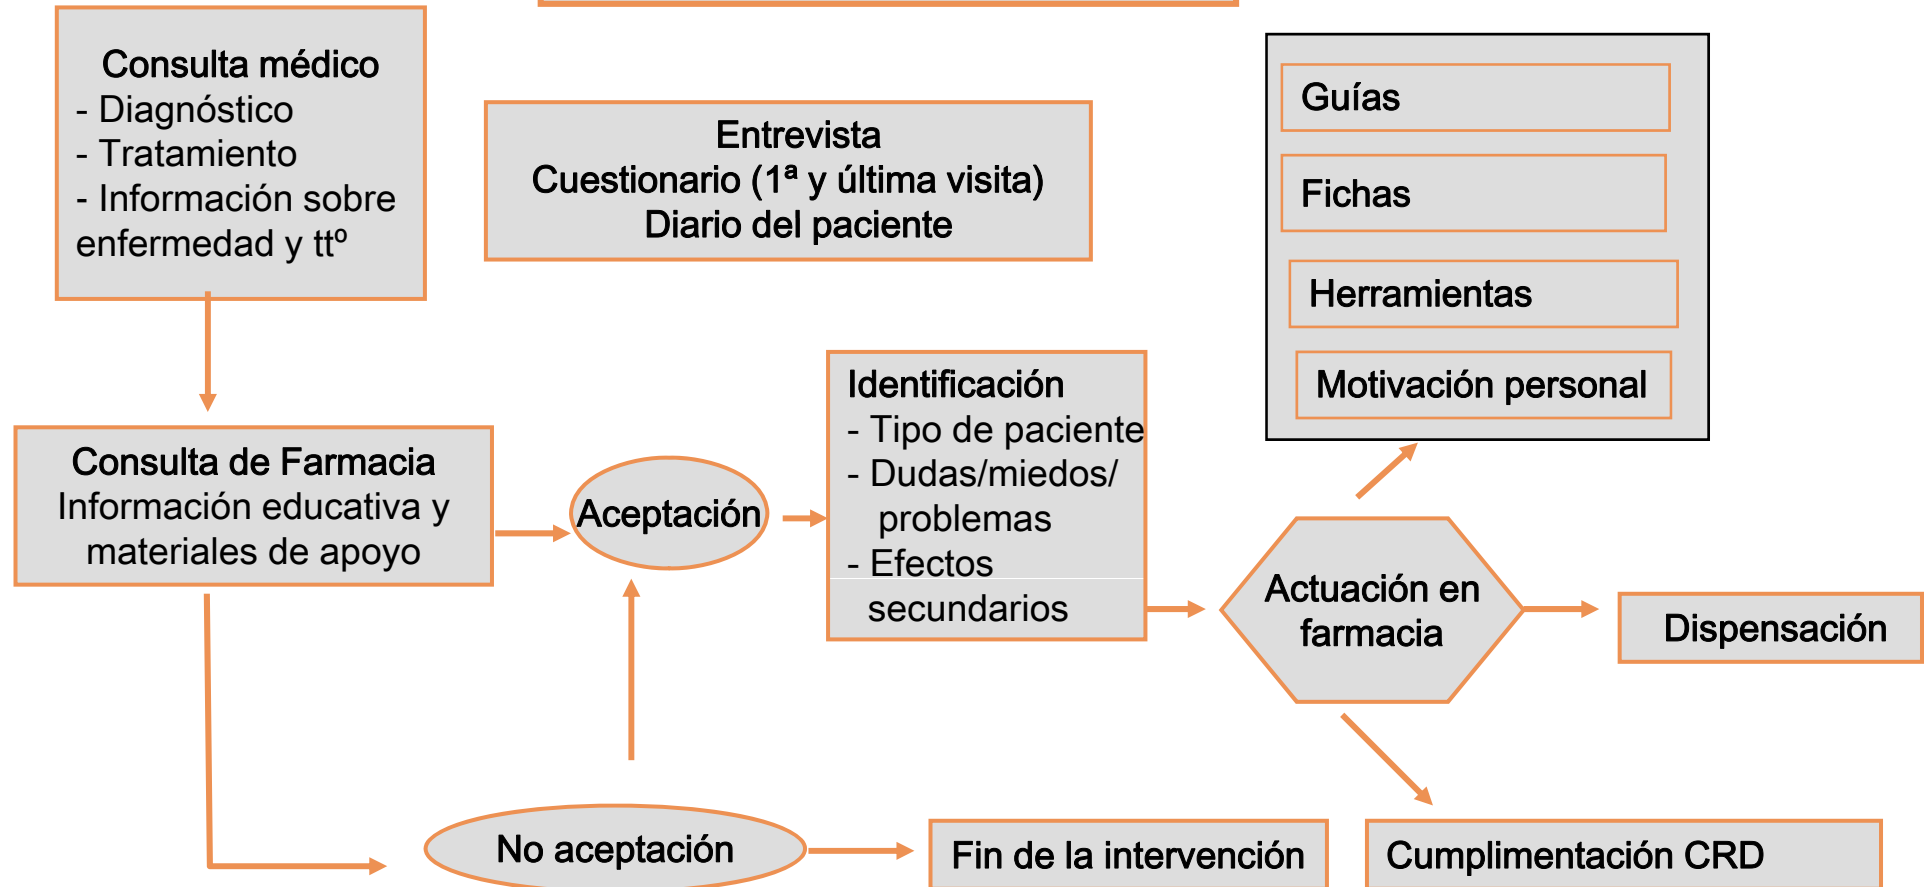 Consulta médico
- Diagnóstico
- Tratamiento
- Información sobre
enfermedad y ttº
Entrevista
Cuestionario (1ª y última visita)
Diario del paciente
Guías
Fichas
Herramientas
Motivación personal
Consulta de Farmacia
Información educativa y
materiales de apoyo
Aceptación
Identificación
- Tipo de paciente
- Dudas/miedos/
problemas
- Efectos
secundarios
Actuación en
farmacia
Dispensación
No aceptación
Fin de la intervención
Cumplimentación CRD